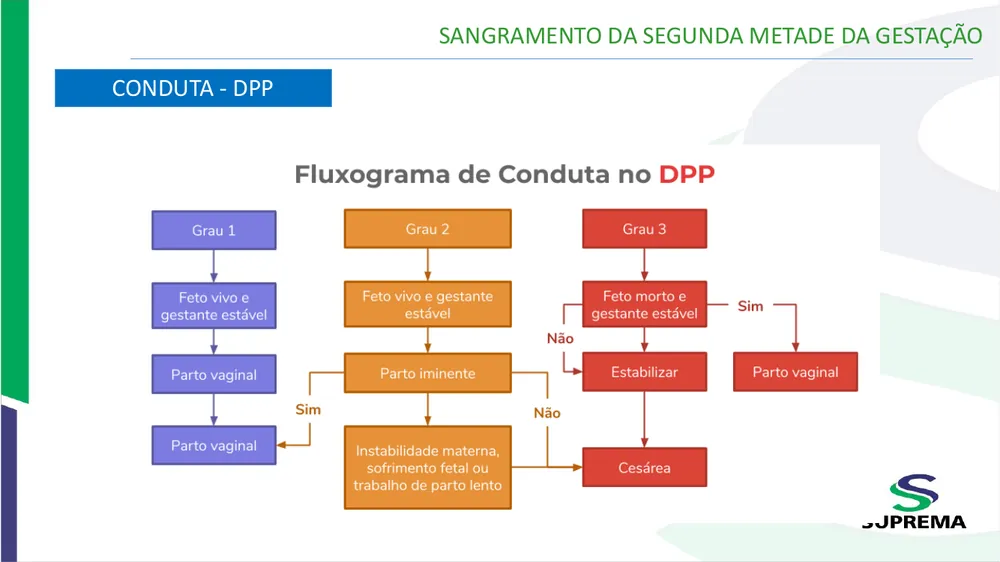 SANGRAMENTO DA SEGUNDA METADE DA GESTAÇÃO
CONDUTA - DPP
Fluxograma de Conduta no DPP
Grau 1
Feto vivo e
gestante estável
Parto vaginal
Parto vaginal
Grau 2
Feto vivo e gestante
estável
Parto iminente
Sim
Não
Instabilidade materna,
sofrimento fetal ou
trabalho de parto lento
Grau 3
Feto morto e
gestante estável
Sim
Não
Estabilizar
Parto vaginal
Cesárea
SUPREMA